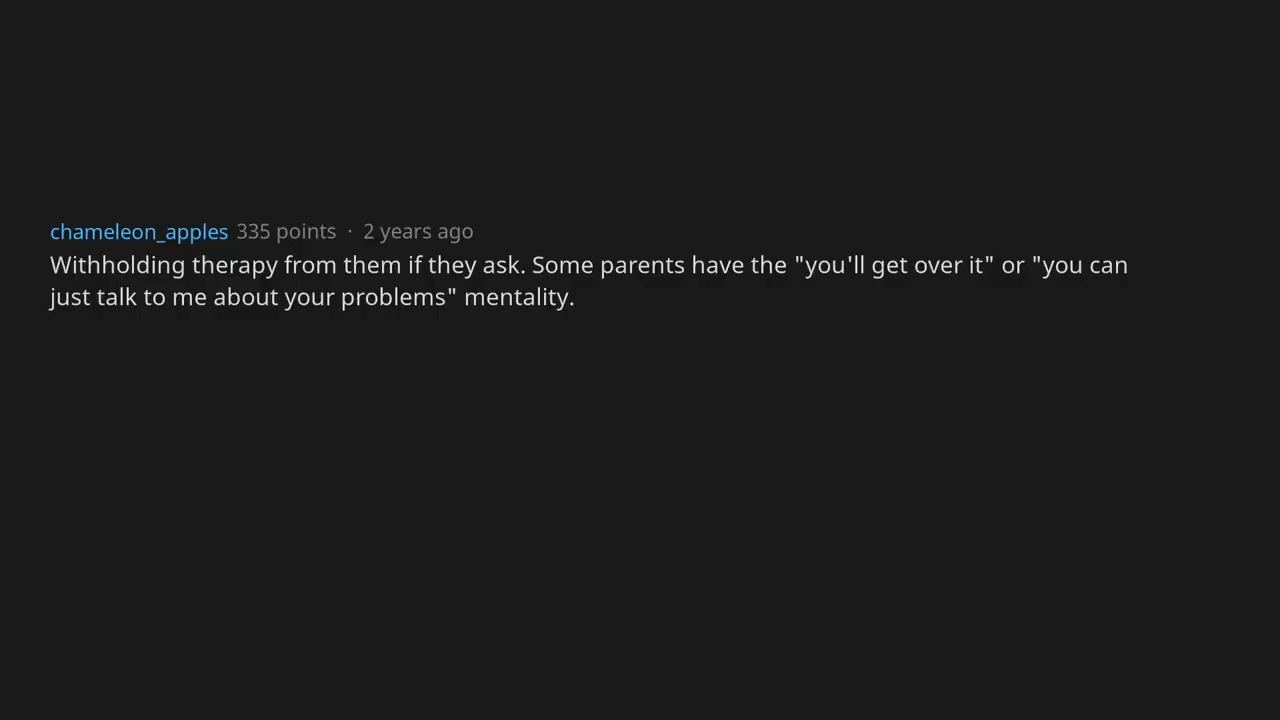 chameleon_apples 335 points · 2 years ago
Withholding therapy from them if they ask. Some parents have the "you'll get over it" or "you can
just talk to me about your problems" mentality.